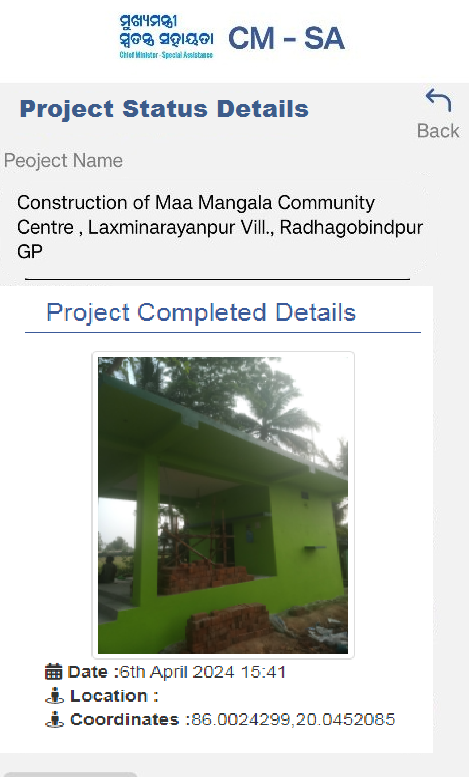 ମୁଖ୍ୟମନ୍ତ୍ରୀ
ସ୍ୱତନ୍ତ୍ର ସହାୟତା
Chief Minister - Special Assistance
CM – SA
Project Status Details
Back
Peoject Name
Construction of Maa Mangala Community
Centre , Laxminarayanpur Vill., Radhagobindpur
GP
Project Completed Details
Date :6th April 2024 15:41
Location :
Coordinates :86.0024299,20.0452085